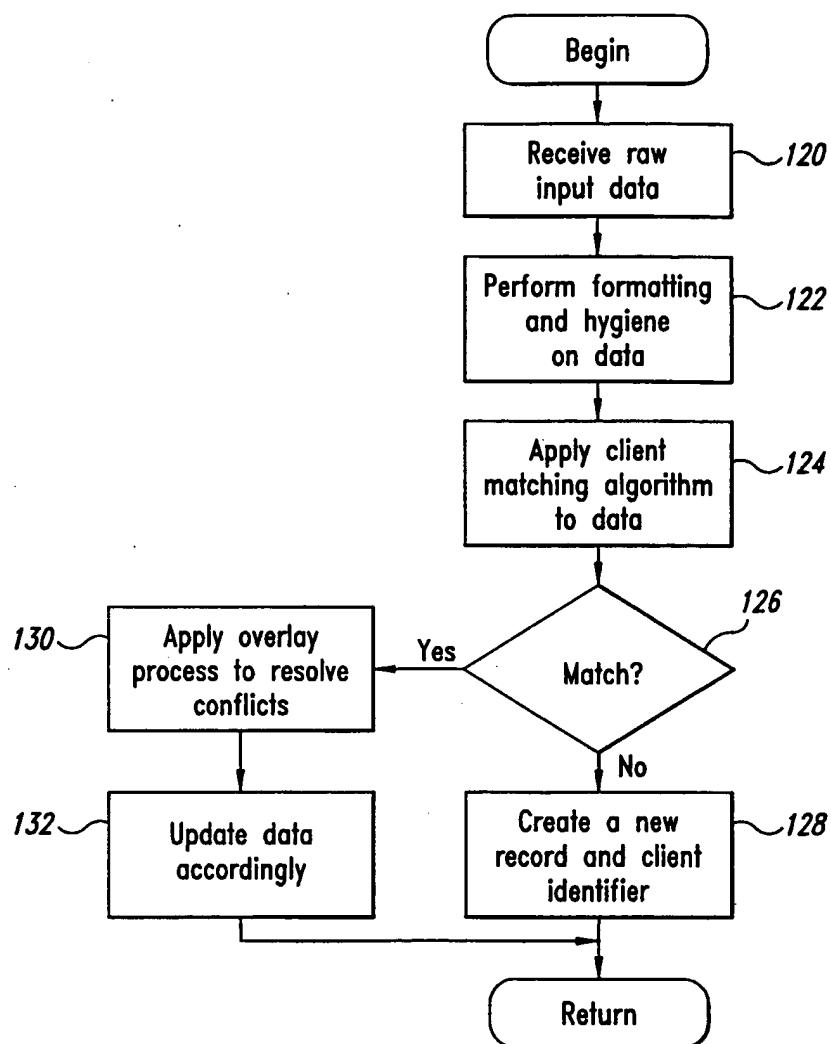 Begin
Receive raw
input data
120
Perform formatting
and hygiene
on data
122
Apply client
matching algorithm
to data
124
126
Match?
Yes
No
130
Apply overlay
process to resolve
conflicts
132
Update data
accordingly
Create a new
record and client
identifier
128
Return